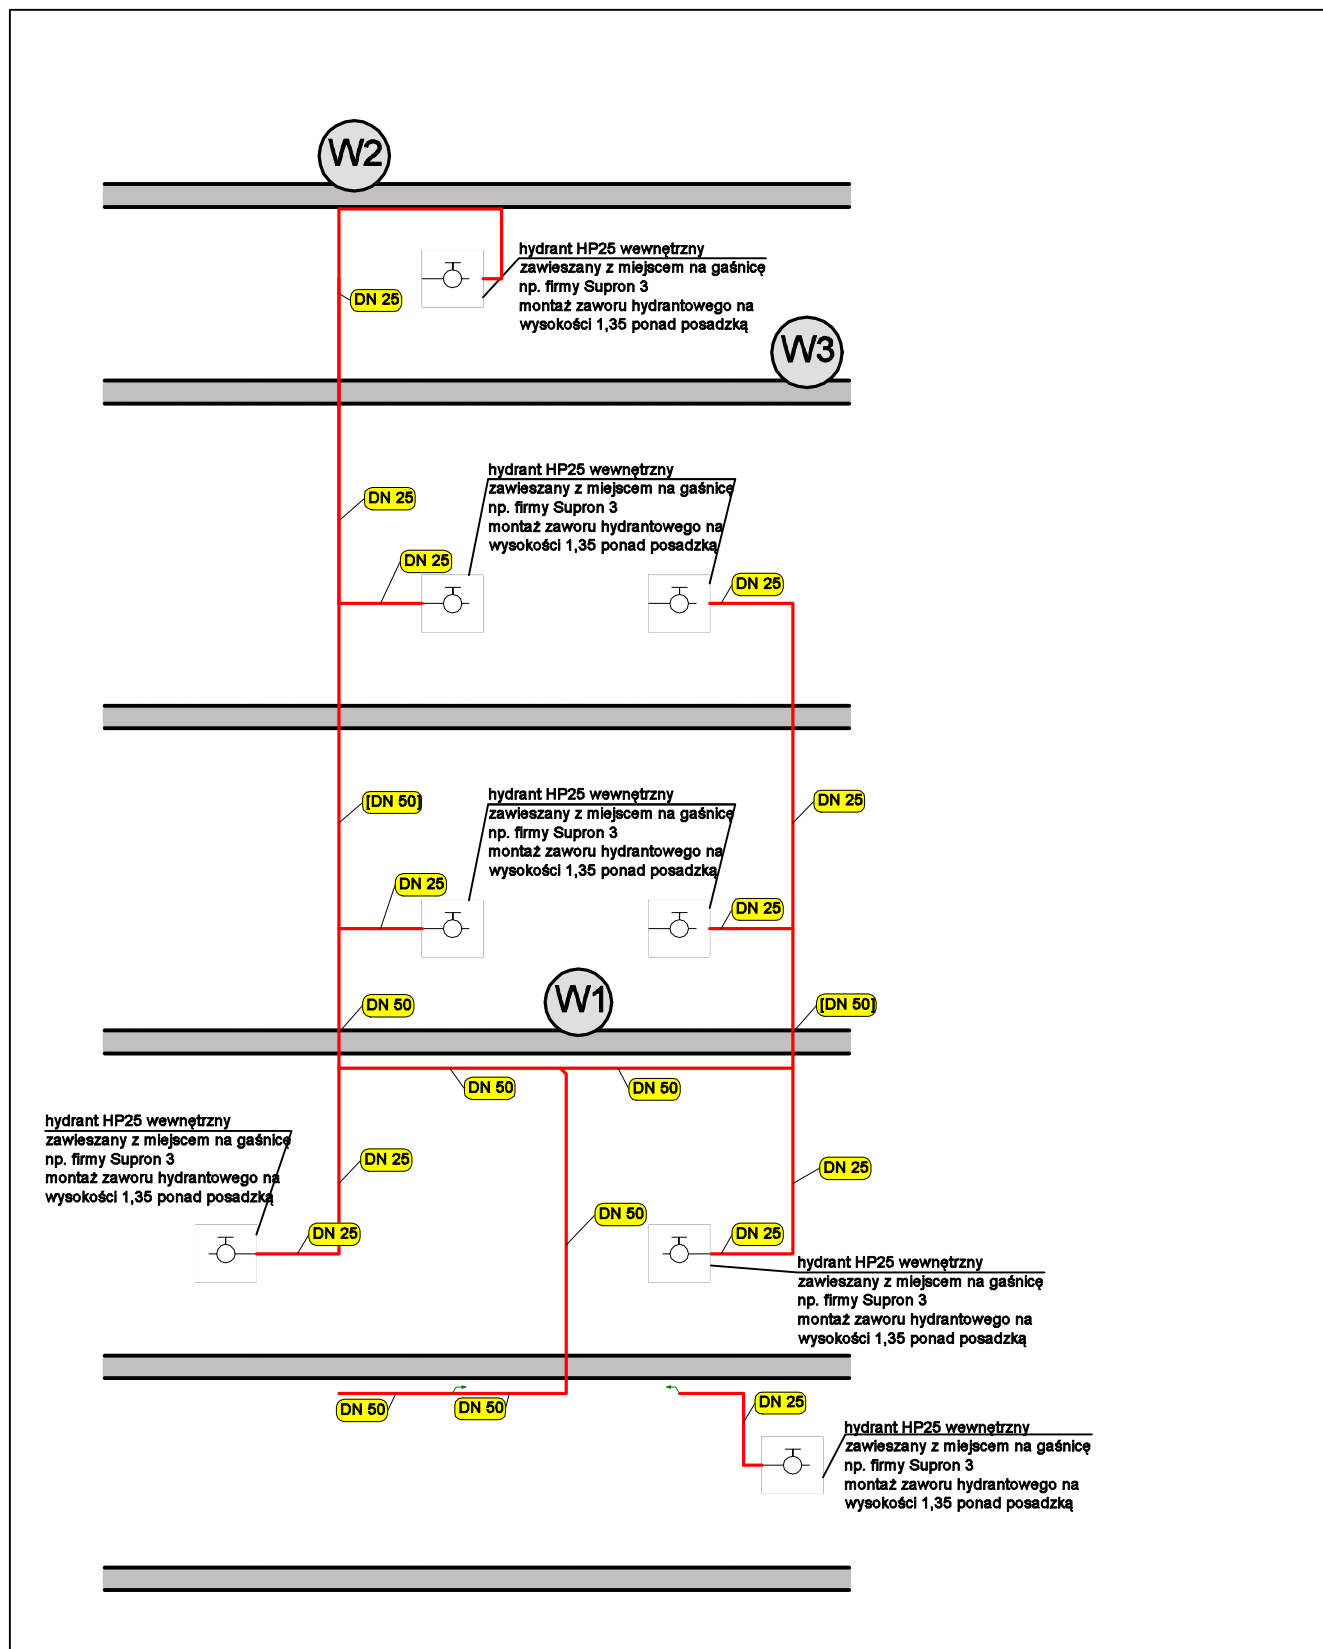 W2
hydrant HP25 wewnętrzny
zawieszany z miejscem na gaśnicę
np. firmy Supron 3
montaż zaworu hydrantowego na
wysokości 1,35 ponad posadzką
DN 25
W3
hydrant HP25 wewnętrzny
zawieszany z miejscem na gaśnicę
np. firmy Supron 3
montaż zaworu hydrantowego na
wysokości 1,35 ponad posadzką
DN 25
DN 25
DN 25
hydrant HP25 wewnętrzny
zawieszany z miejscem na gaśnicę
np. firmy Supron 3
montaż zaworu hydrantowego na
wysokości 1,35 ponad posadzką
[DN 50]
DN 25
DN 25
DN 25
W1
DN 50
[DN 50]
DN 50
DN 50
hydrant HP25 wewnętrzny
zawieszany z miejscem na gaśnicę
np. firmy Supron 3
montaż zaworu hydrantowego na
wysokości 1,35 ponad posadzką
DN 25
DN 25
DN 50
DN 25
DN 25
hydrant HP25 wewnętrzny
zawieszany z miejscem na gaśnicę
np. firmy Supron 3
montaż zaworu hydrantowego na
wysokości 1,35 ponad posadzką
DN 50
DN 50
DN 25
hydrant HP25 wewnętrzny
zawieszany z miejscem na gaśnicę
np. firmy Supron 3
montaż zaworu hydrantowego na
wysokości 1,35 ponad posadzką